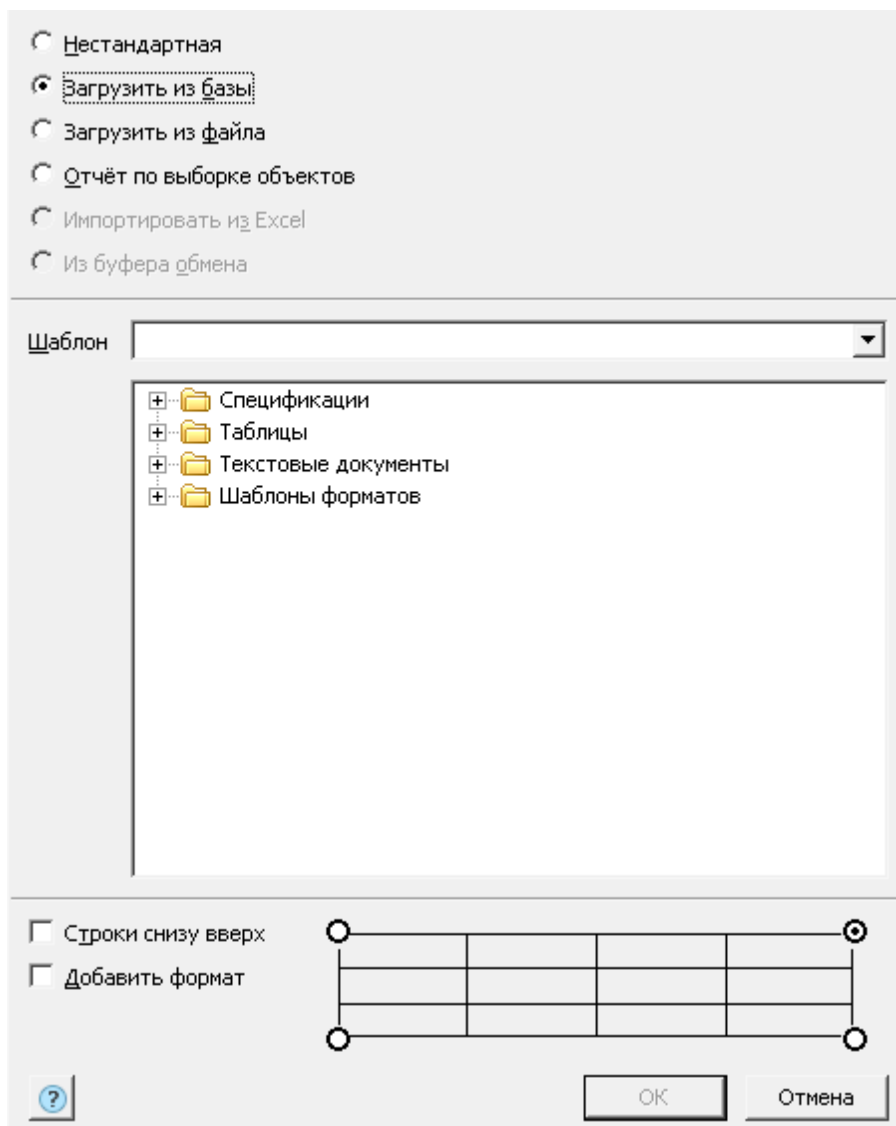 Нестандартная
Загрузить из базы
Загрузить из файла
Отчёт по выборке объектов
Импортировать из Excel
Из буфера обмена
Шаблон
Спецификации
Таблицы
Текстовые документы
Шаблоны форматов
Строки снизу вверх
Добавить формат
?
OK
Отмена